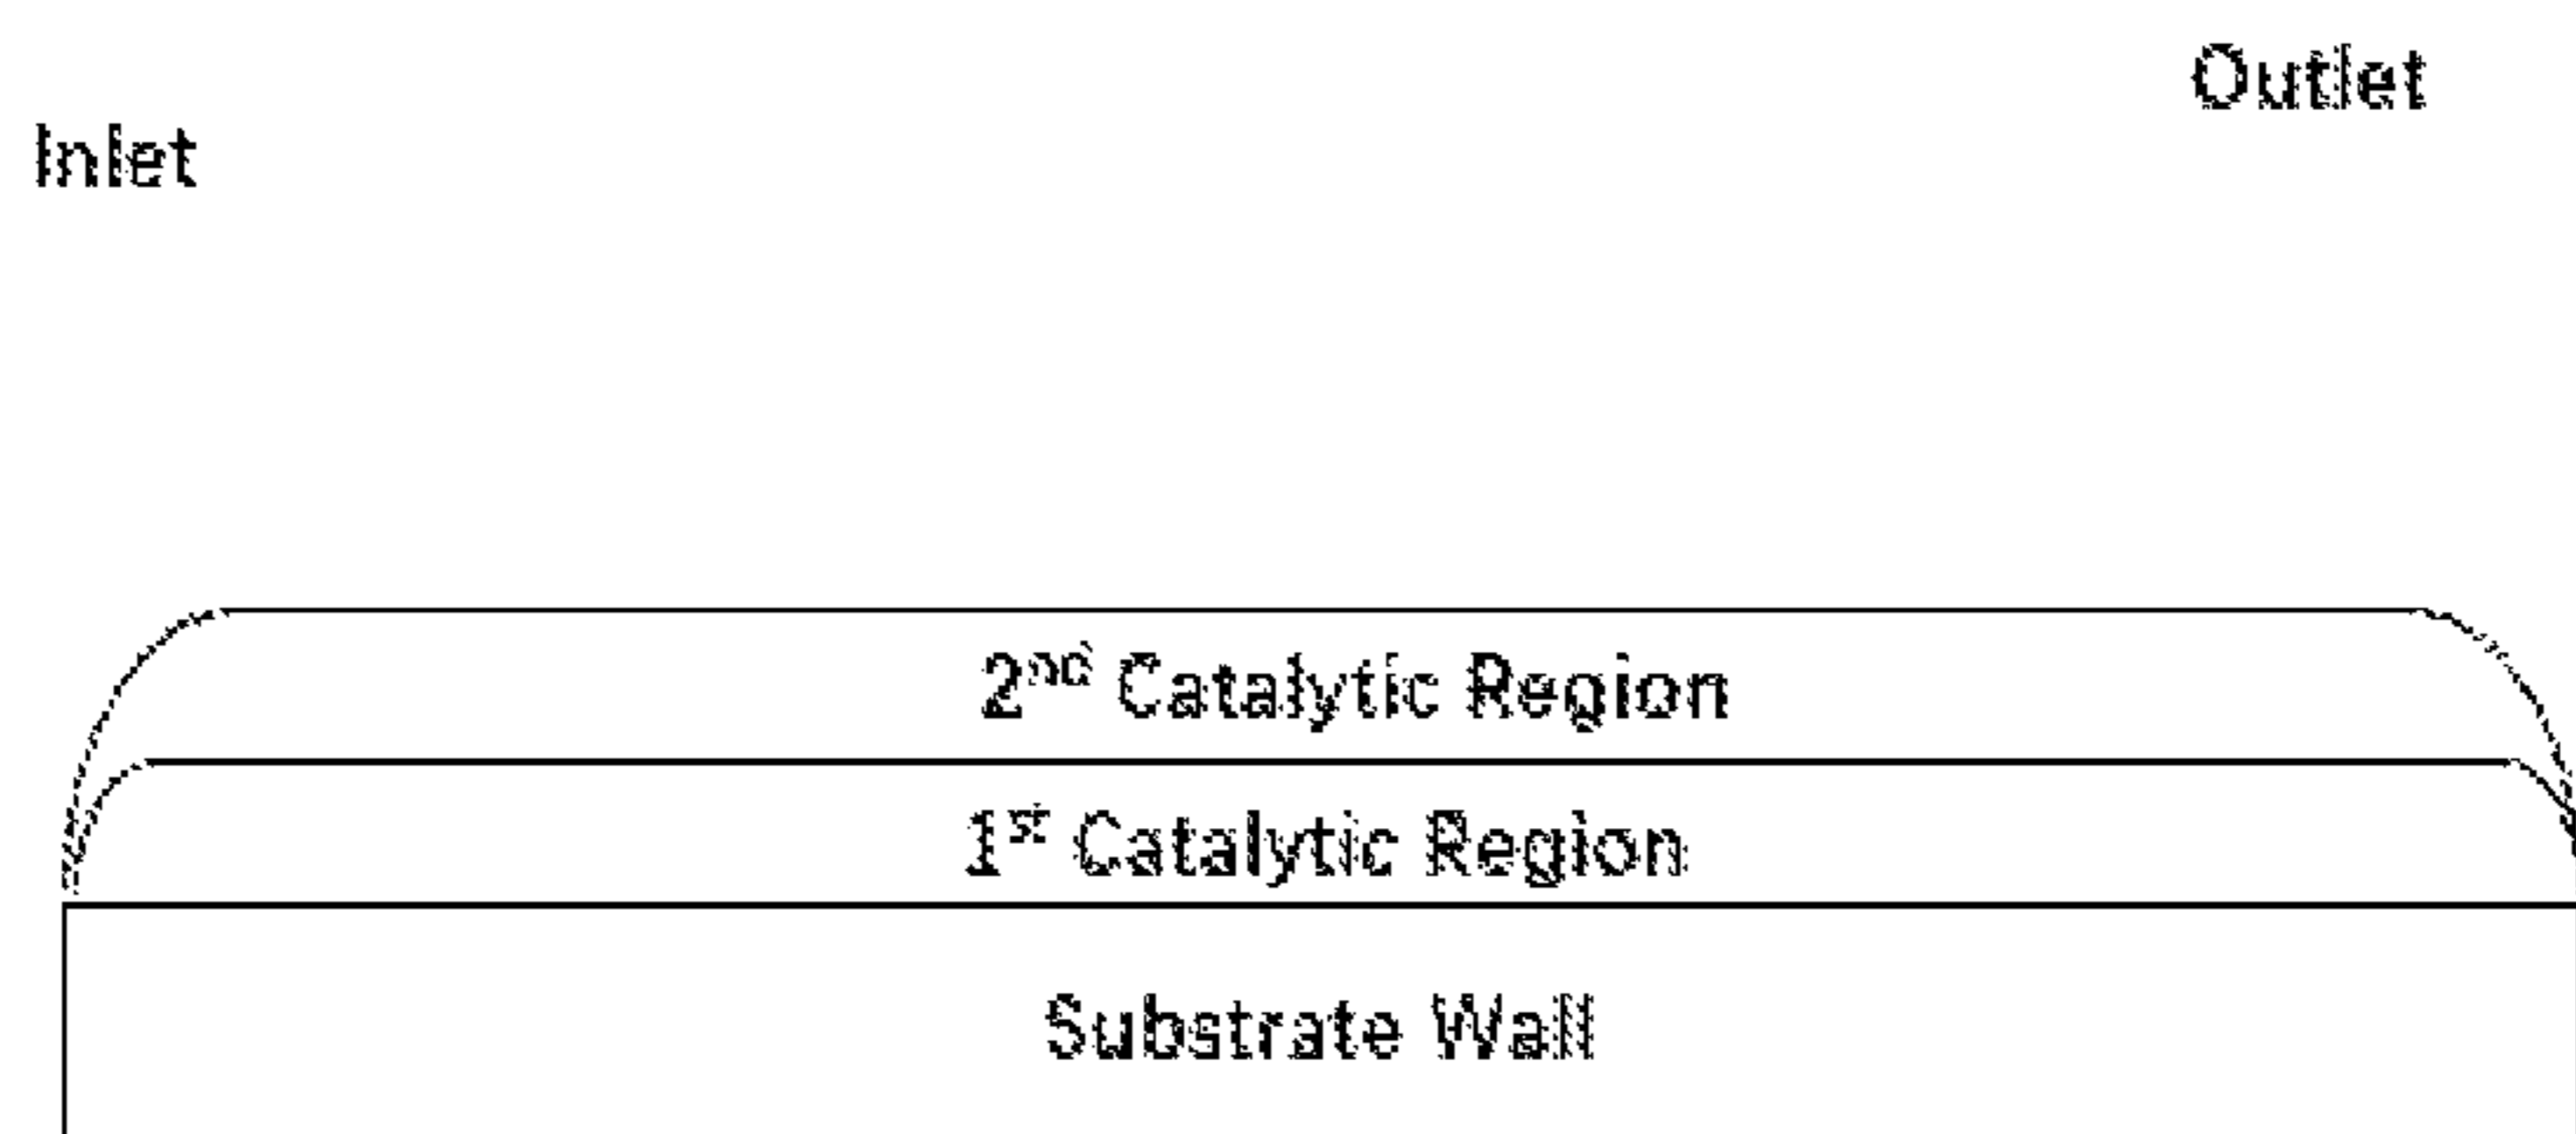 Outlet
Inlet
2nd Catalytic Region
1st Catalytic Region
Substrate Wall